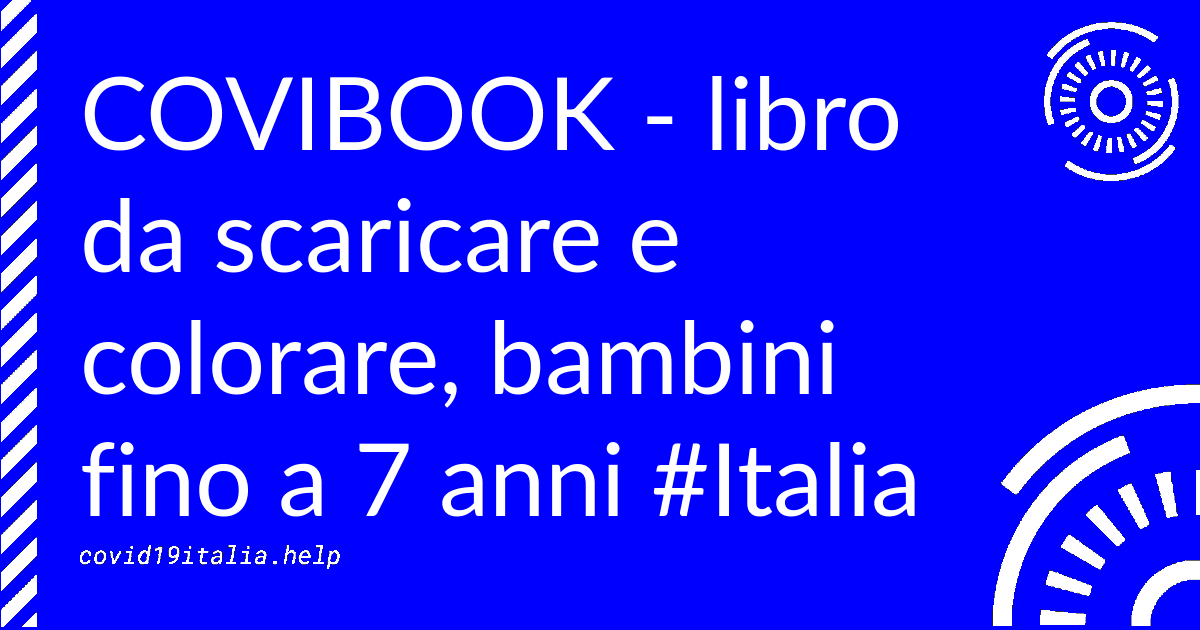 COVIBOOK - libro
da scaricare e
colorare, bambini
fino a 7 anni #Italia
covid19italia.help